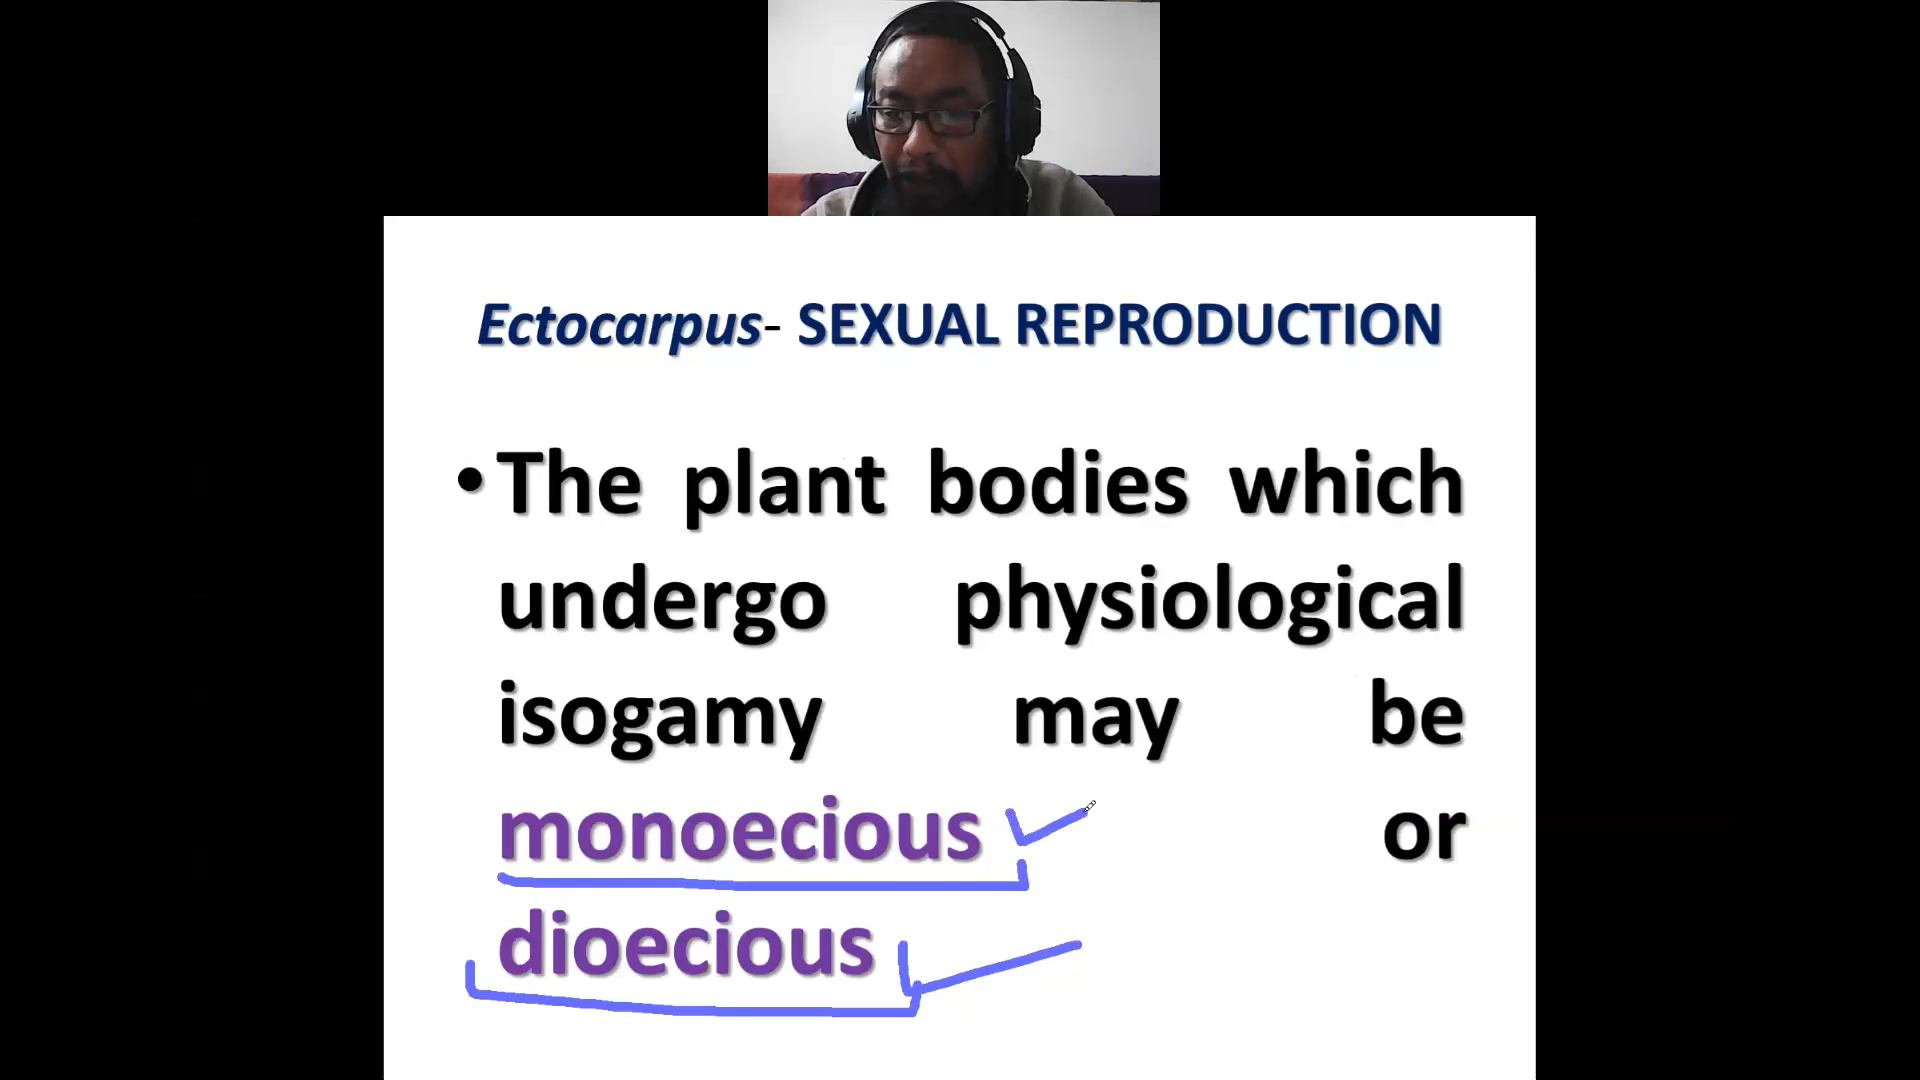 Ectocarpus- SEXUAL REPRODUCTION
•The plant bodies which
undergo physiological
isogamy may be
monoecious or
dioecious